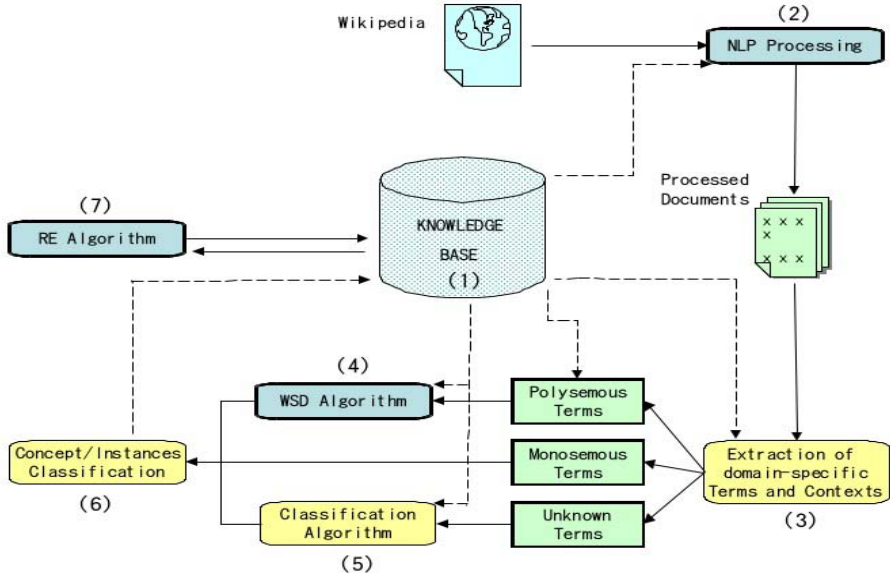 (2)
Wikipedia
NLP Processing
Processed
Documents
x x x
x
x x x
(7)
RE Algorithm
KNOWLEDGE
BASE
(1)
(4)
WSD Algorithm
Polysemous
Terms
Concept/Instances
Classification
(6)
Monosemous
Terms
Extraction of
domain-specific
Terms and Contexts
(3)
Classification
Algorithm
(5)
Unknown
Terms